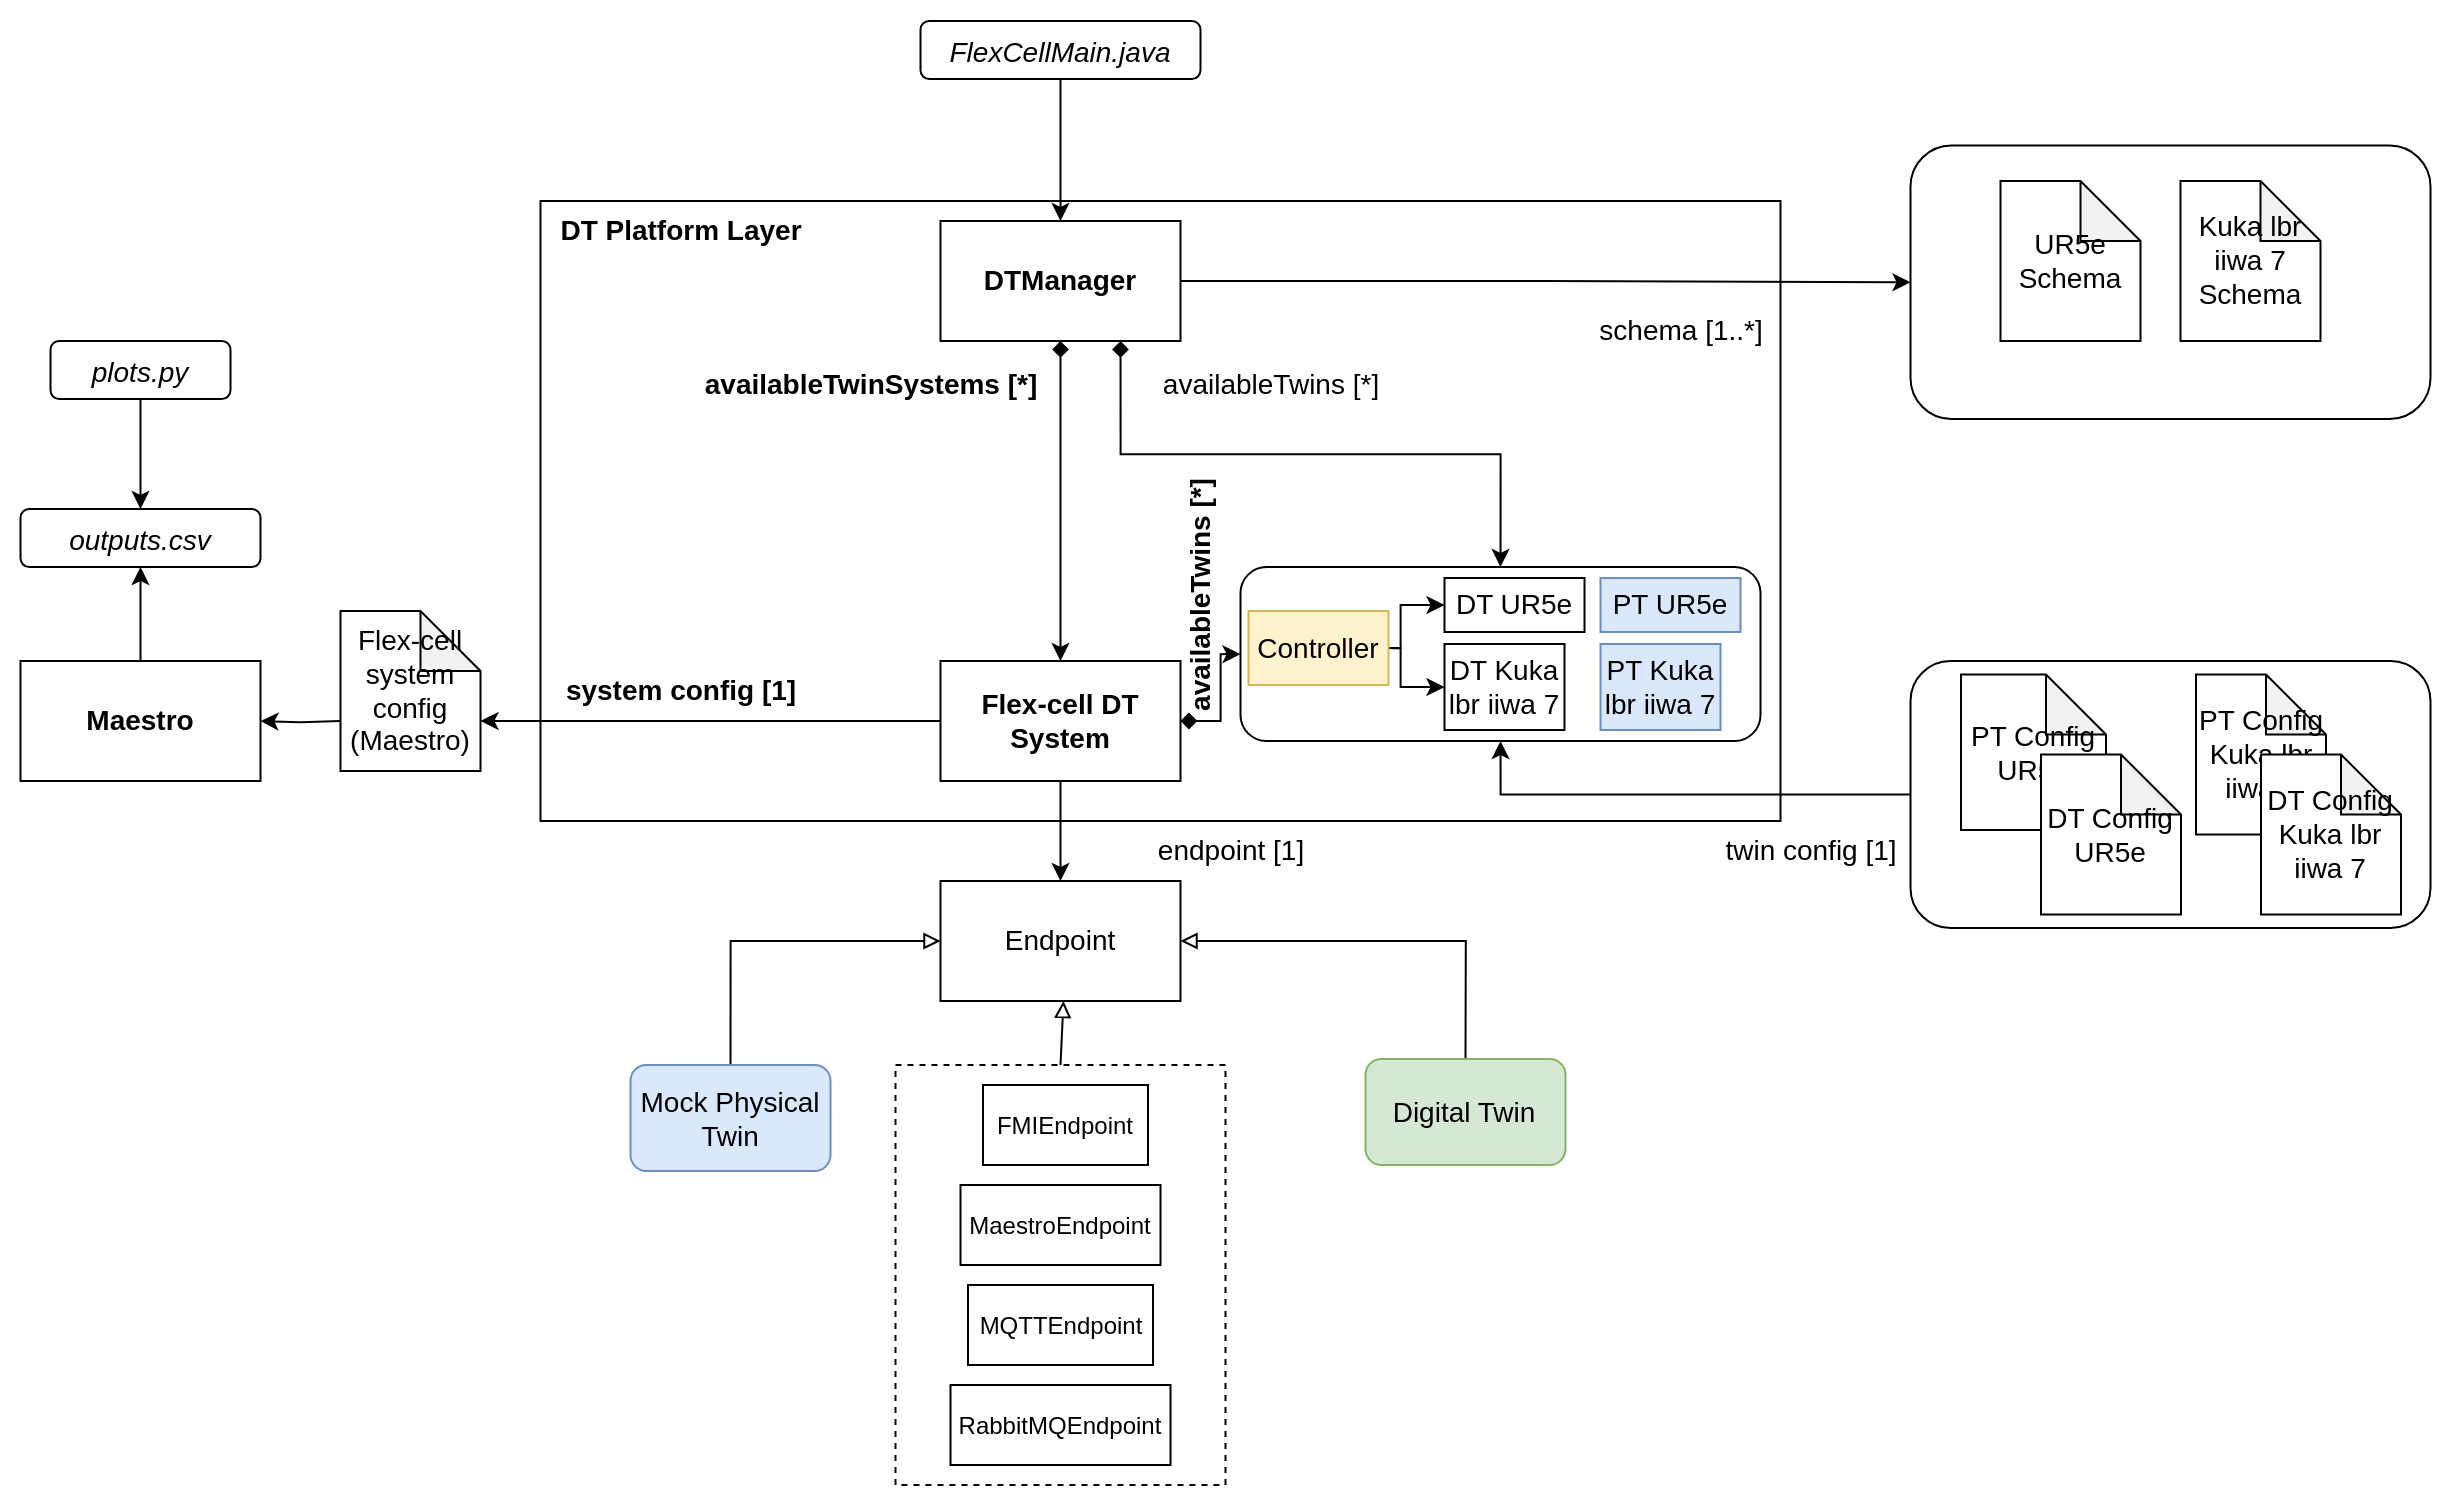 FlexCellMain.java
DT Platform Layer
DTManager
UR5e
Schema
Kuka lbr
iiwa 7
Schema
schema [1..*]
plots.py
availableTwinSystems [*]
availableTwins [*]
outputs.csv
availableTwins [*]
Controller
DT UR5e
PT UR5e
DT Kuka
lbr iiwa 7
PT Kuka
lbr iiwa 7
Maestro
Flex-cell
system
config
(Maestro)
system config [1]
Flex-cell DT
System
PT Config
DT Config
UR5e
PT Config
Kuka lbr
DT Config
Kuka lbr
iiwa 7
endpoint [1]
twin config [1]
Endpoint
Mock Physical
Twin
Digital Twin
FMIEndpoint
MaestroEndpoint
MQTTEndpoint
RabbitMQEndpoint